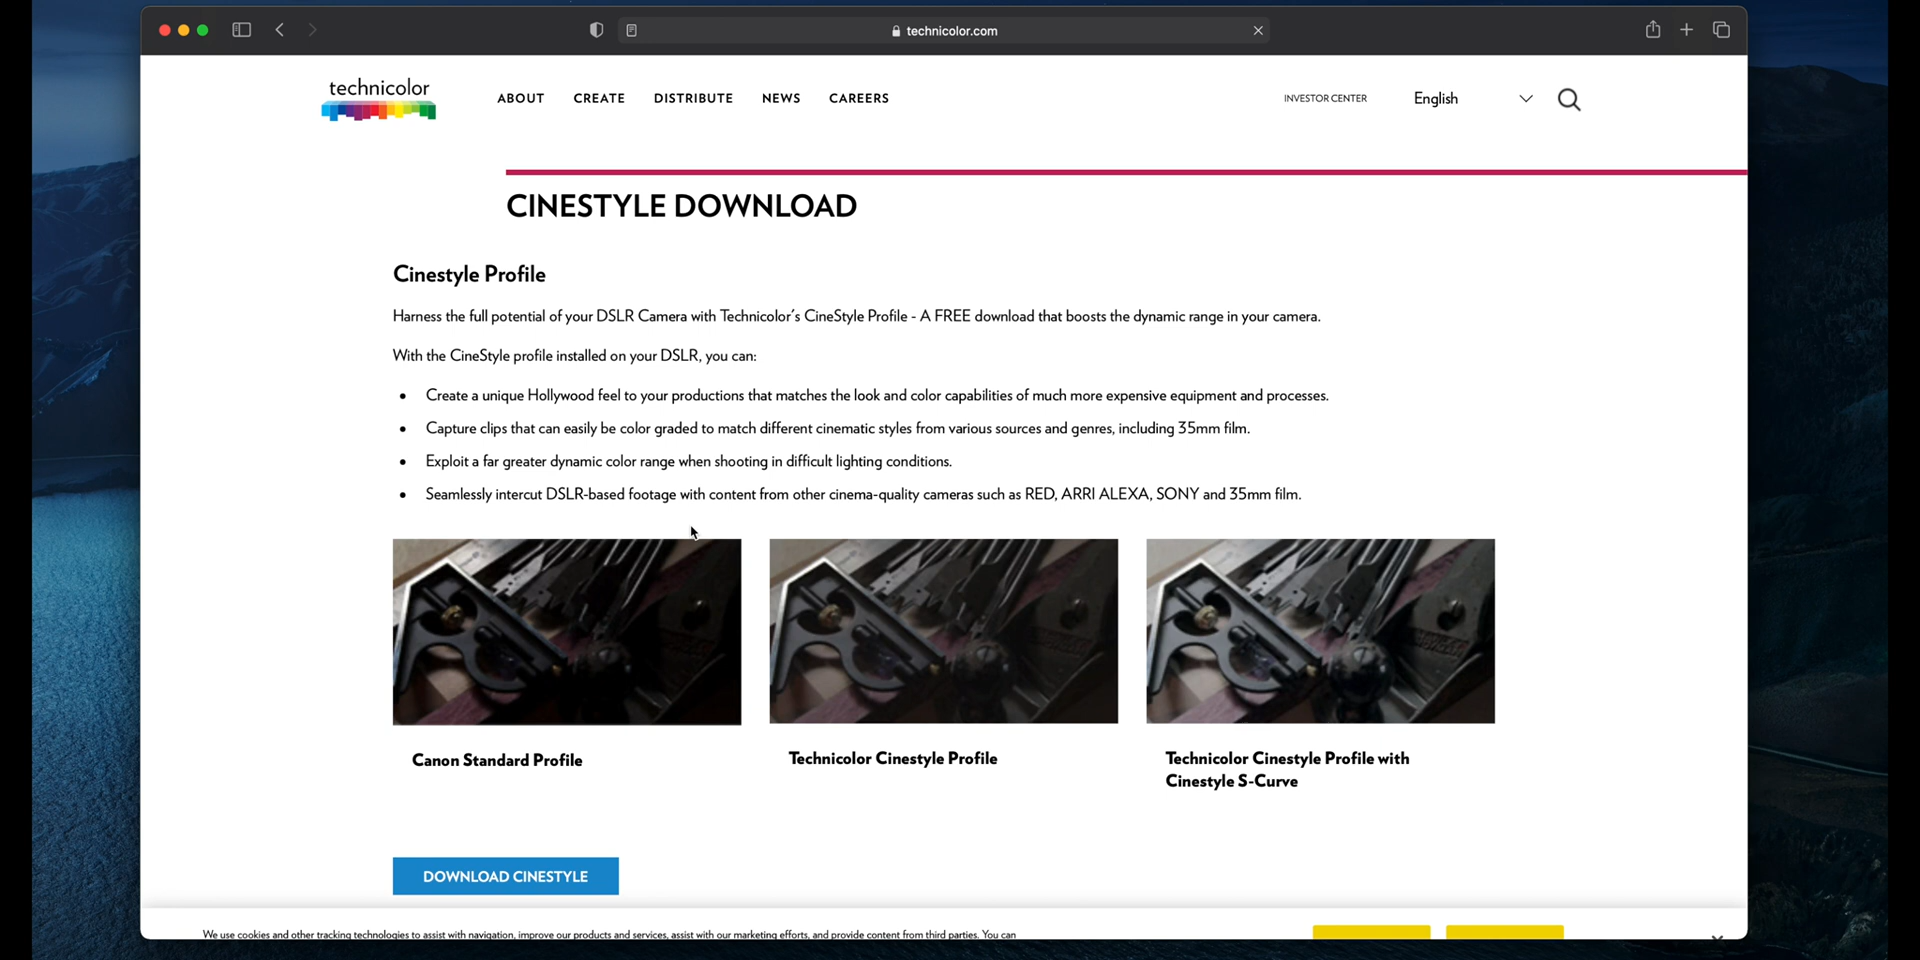 technicolor.com
technicolor
ABOUT CREATE DISTRIBUTE NEWS CAREERS
INVESTOR CENTER
English
CINESTYLE DOWNLOAD
Cinestyle Profile
Harness the full potential of your DSLR Camera with Technicolor's CineStyle Profile - A FREE download that boosts the dynamic range in your camera.
With the CineStyle profile installed on your DSLR, you can:
• Create a unique Hollywood feel to your productions that matches the look and color capabilities of much more expensive equipment and processes.
• Capture clips that can easily be color graded to match different cinematic styles from various sources and genres, including 35mm film.
• Exploit a far greater dynamic color range when shooting in difficult lighting conditions.
• Seamlessly intercut DSLR-based footage with content from other cinema-quality cameras such as RED, ARRI ALEXA, SONY and 35mm film.
Canon Standard Profile
Technicolor Cinestyle Profile
Technicolor Cinestyle Profile with
Cinestyle S-Curve
DOWNLOAD CINESTYLE
We use cookies and other tracking technologies to assist with navigation, improve our products and services, assist with our marketing efforts, and provide content from third parties. You can